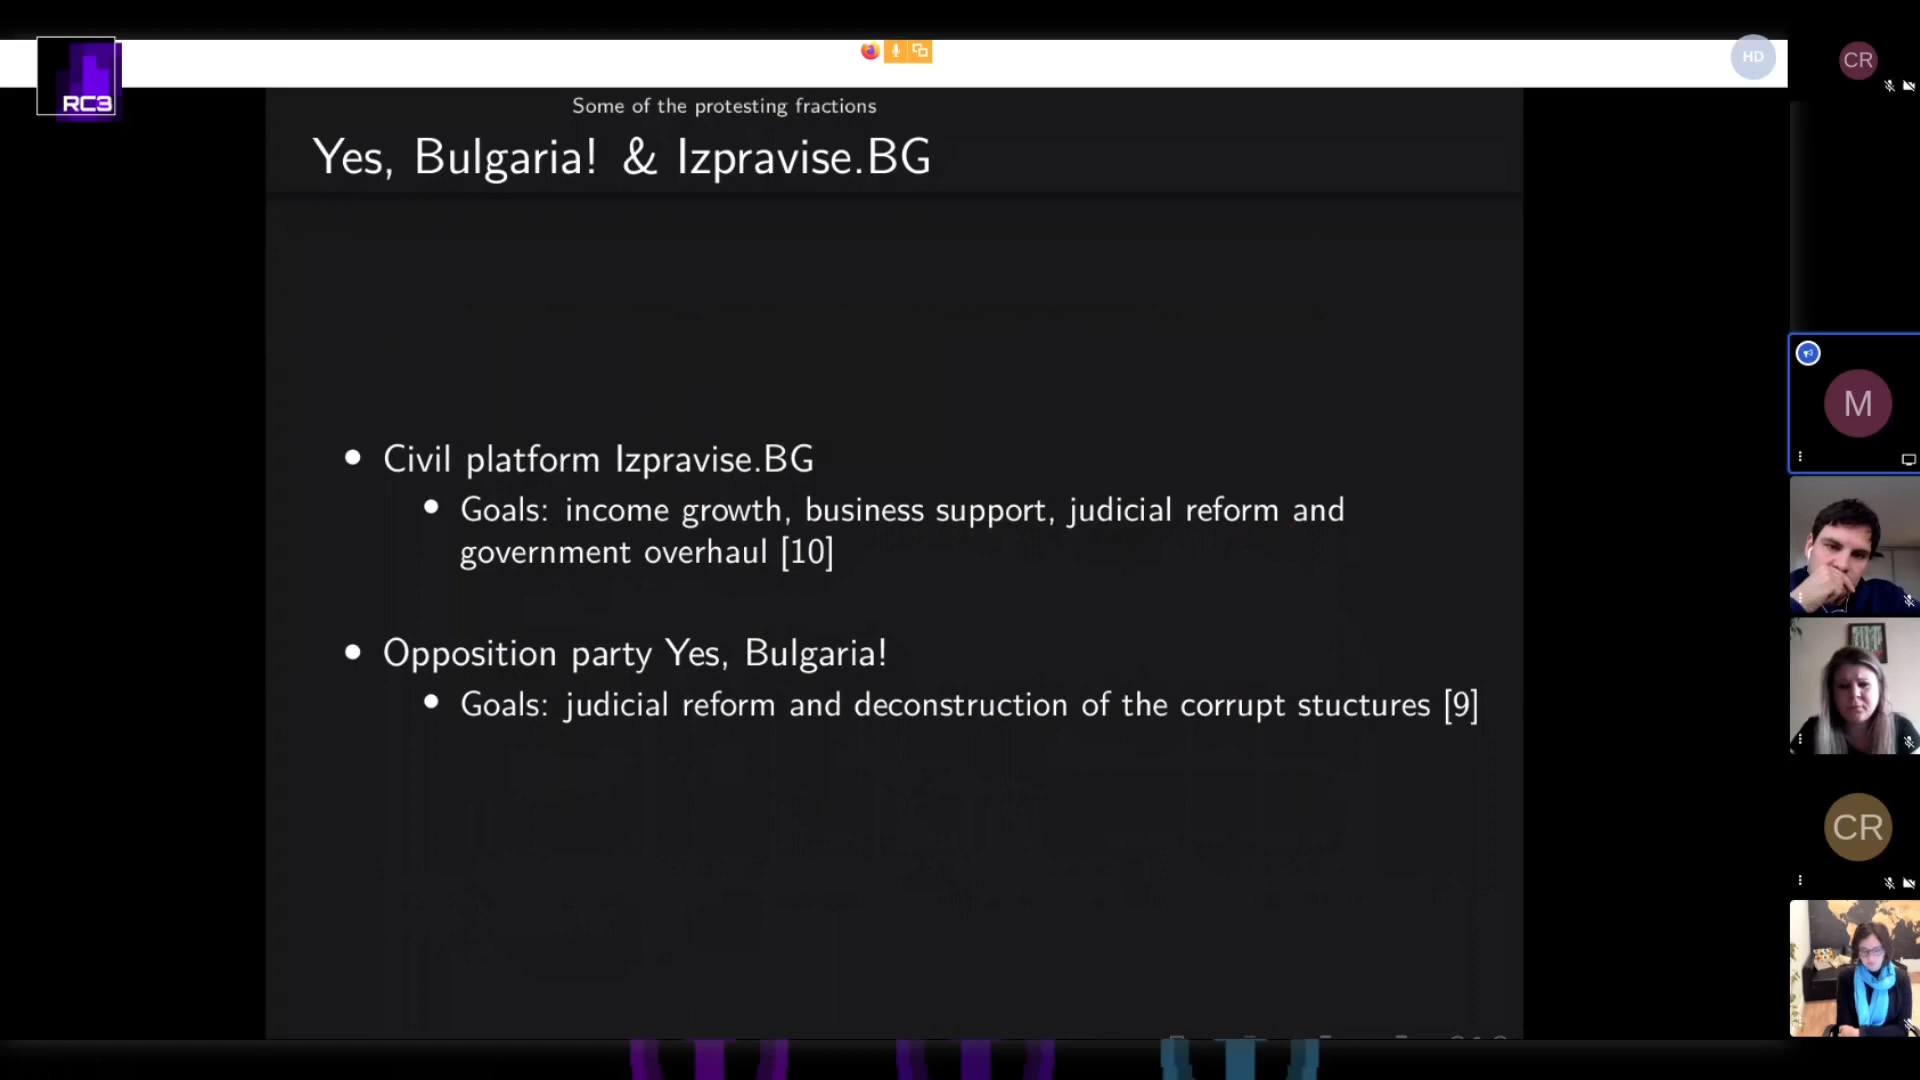 RC3
HD
CR
Some of the protesting fractions
Yes, Bulgaria! & Izpravise.BG
• Civil platform Izpravise.BG
• Goals: income growth, business support, judicial reform and
government overhaul [10]
• Opposition party Yes, Bulgaria!
• Goals: judicial reform and deconstruction of the corrupt stuctures [9]
M
CR